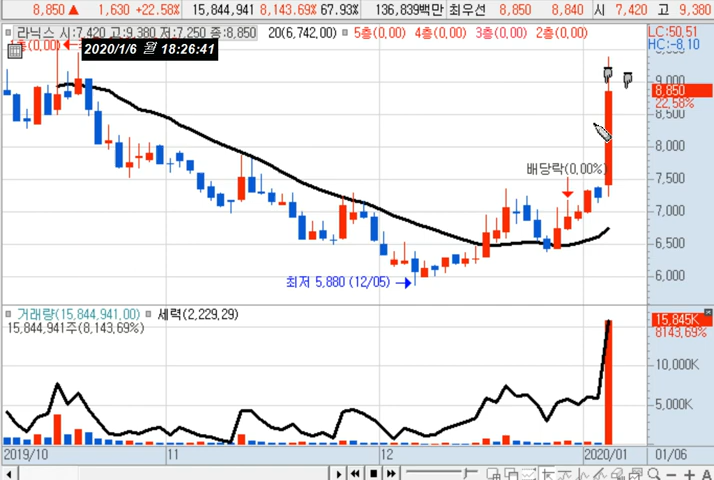 8,850 ▲ 1,630 +22.58% 15,844,941 8,143.69% 67.93% 136,839백만 최우선 8,850 8,840 시 7,420 고 9,380
라닉스 시:7,420 고:9,380 저:7,250 종:8,850 20(6,742.00) 5층(0,00) 4층(0,00) 3층(0,00) 2층(0,00) LC:50,51
층(0,00) HC:-8,10
2020/1/6 월 18:26:41
9,000
8,850
22,58%
8,500
8,000
배당락(0,00%)
7,500
7,000
6,500
최저 5,880 (12/05) 6,000
거래량(15,844,941.00) 세력(2,229,29) 15,845K
15,844,941주(8,143,69%) 8143,69%
10,000K
5,000K
2019/10 11 12 2020/01 01/06
A